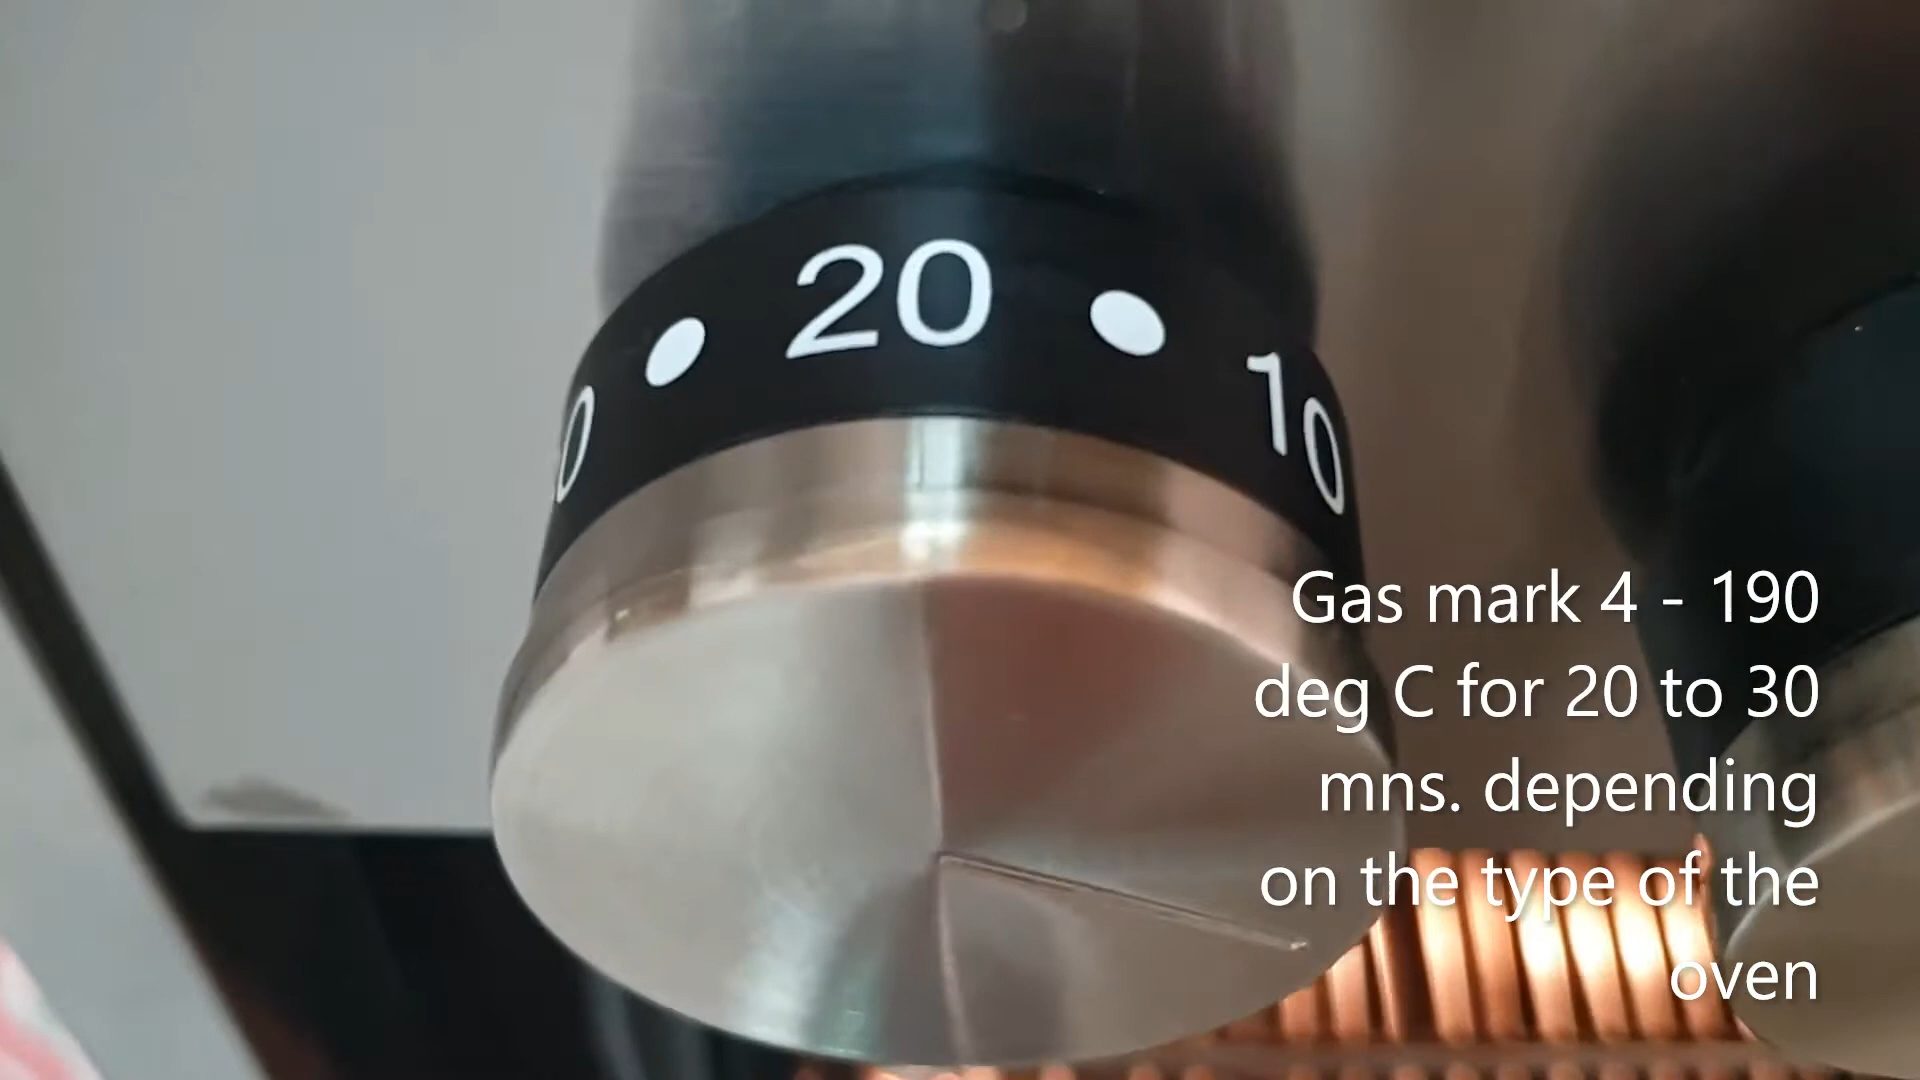 20
10
0
Gas mark 4 - 190
deg C for 20 to 30
mns. depending
on the type of the
oven